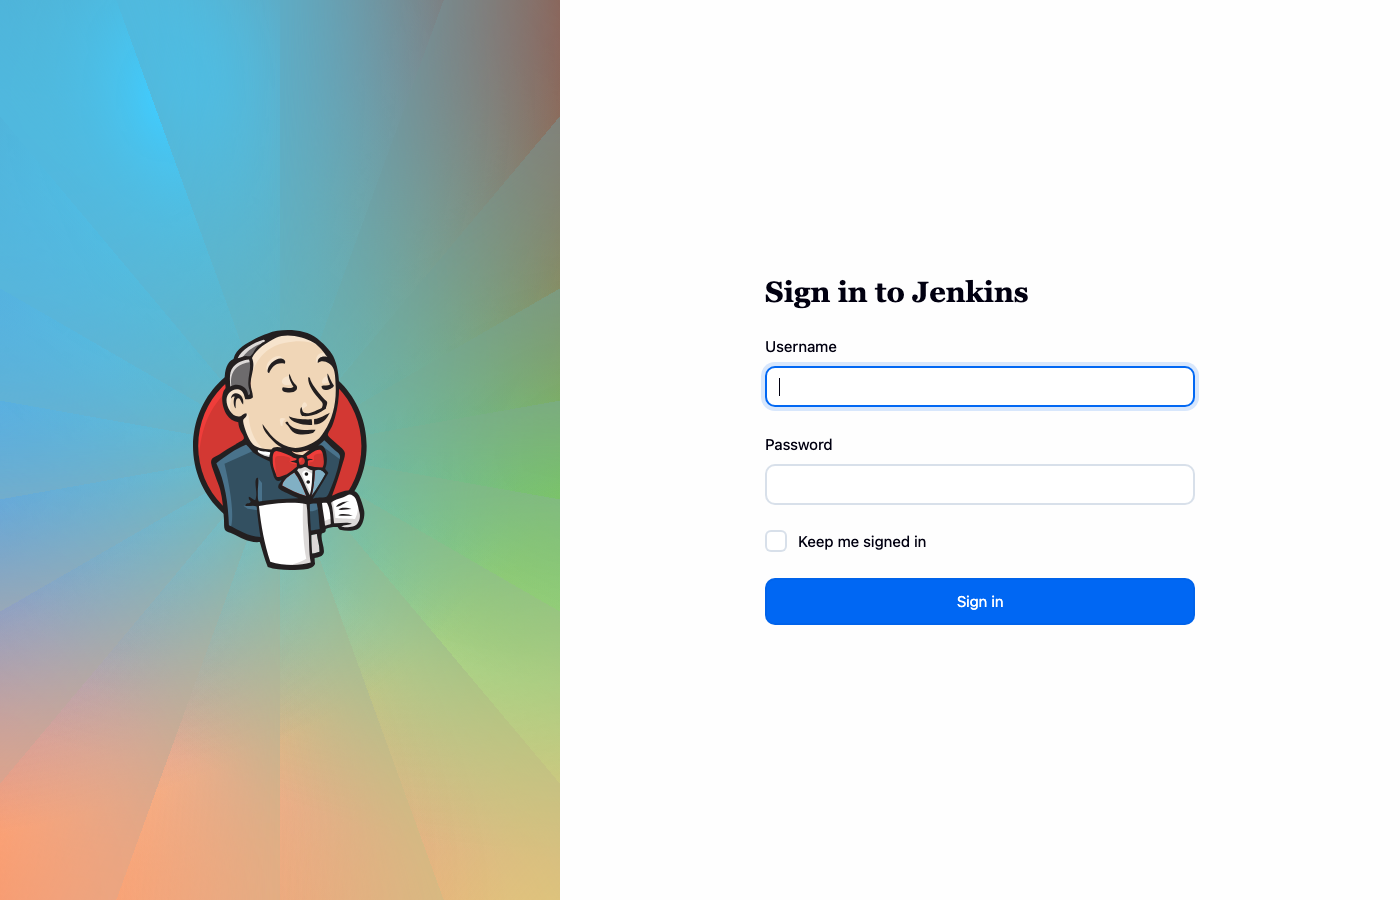 Sign in to Jenkins
Username
Password
Keep me signed in
Sign in